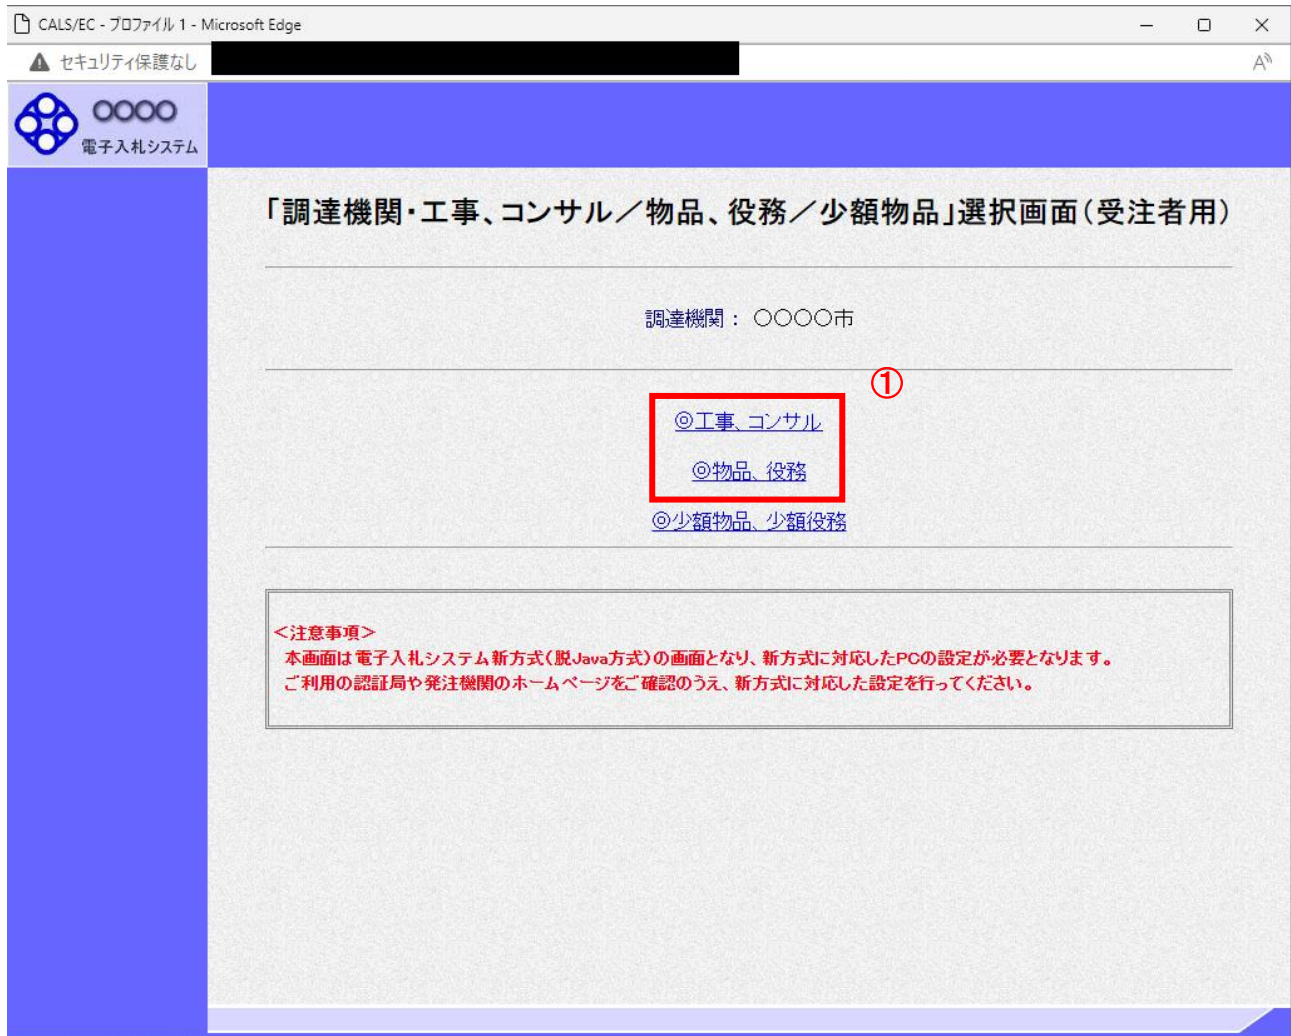 CALS/EC - プロファイル 1 - Microsoft Edge
セキュリティ保護なし
〇〇〇〇
電子入札システム
「調達機関・工事、コンサル／物品、役務／少額物品」選択画面（受注者用）
調達機関： 〇〇〇〇市
①
◎工事、コンサル
◎物品、役務
◎少額物品、少額役務
＜注意事項＞
本画面は電子入札システム新方式（脱Java方式）の画面となり、新方式に対応したPCの設定が必要となります。
ご利用の認証局や発注機関のホームページをご確認のうえ、新方式に対応した設定を行ってください。